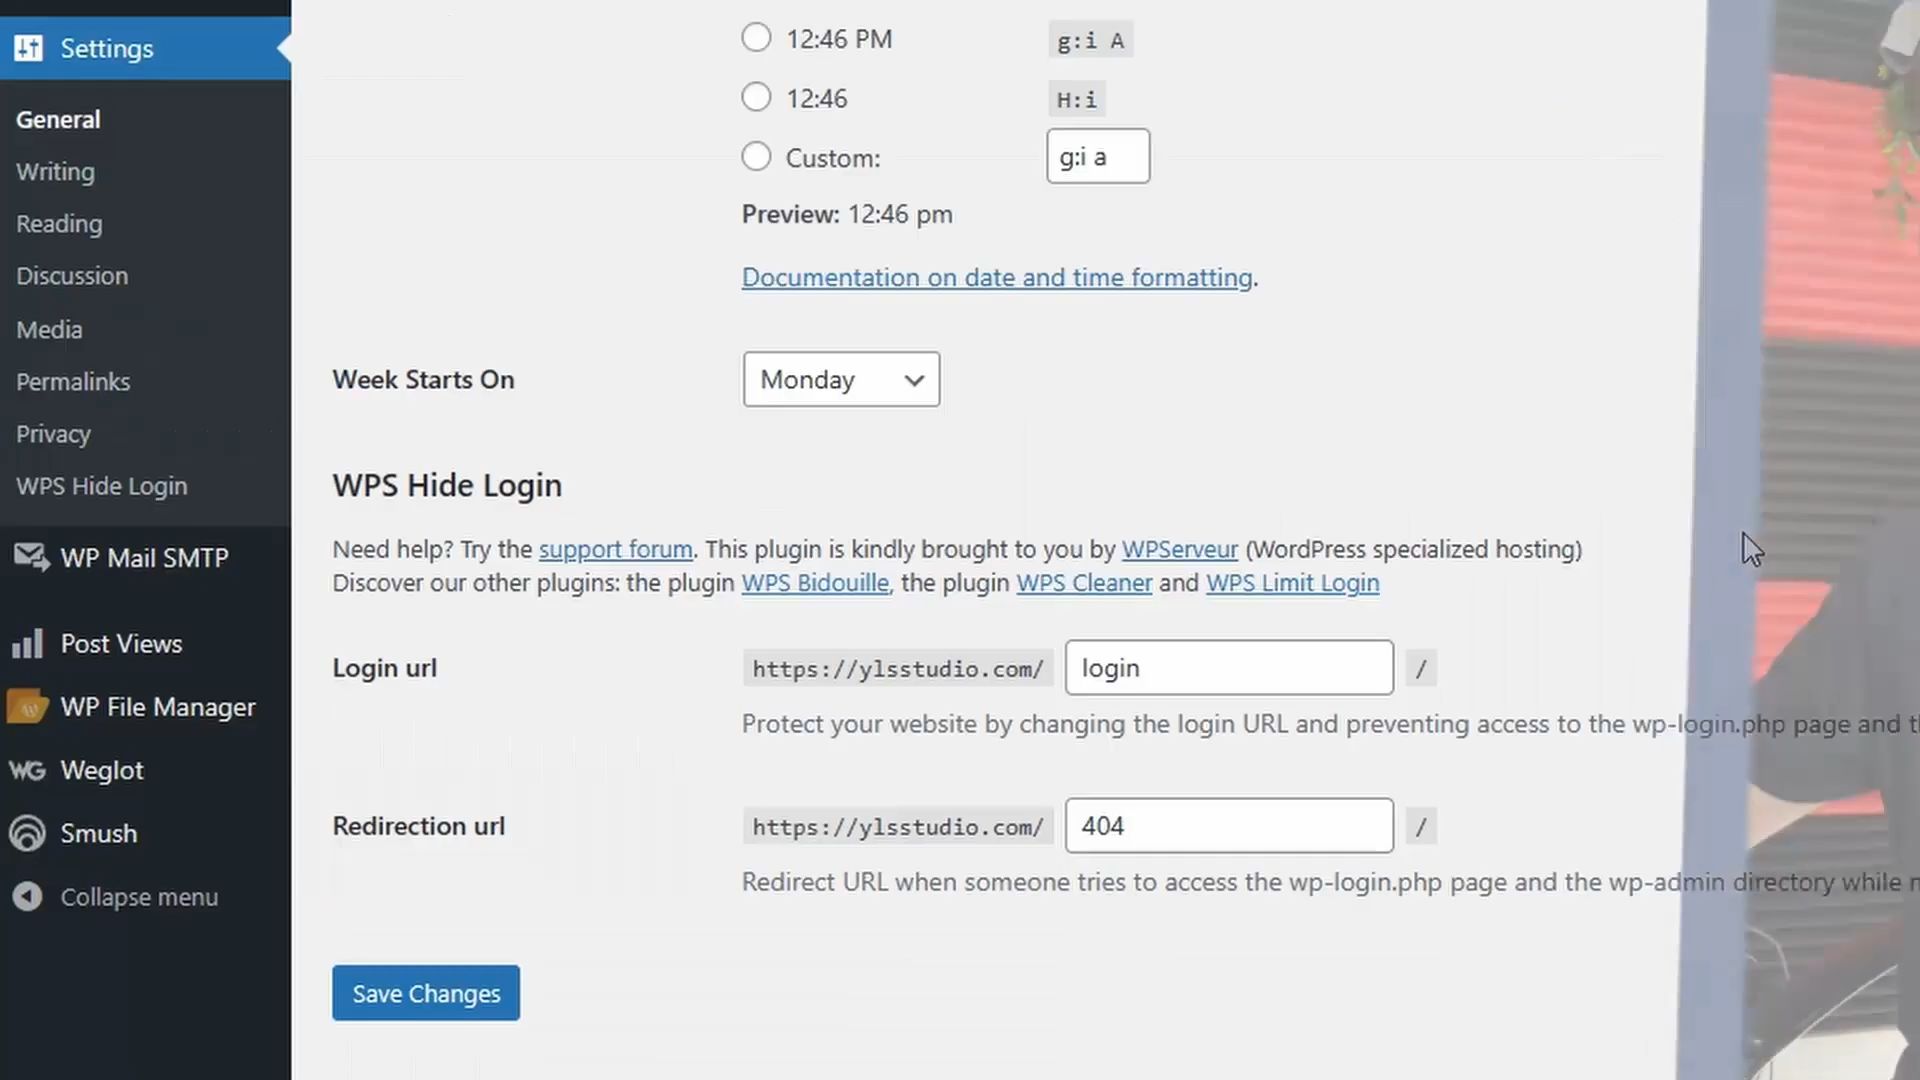 Settings
General
Writing
Reading
Discussion
Media
Permalinks
Privacy
WPS Hide Login
WP Mail SMTP
Post Views
WP File Manager
WG Weglot
Smush
Collapse menu
12:46 PM g:i A
12:46 H:i
Custom: g:i a
Preview: 12:46 pm
Documentation on date and time formatting.
Week Starts On Monday
WPS Hide Login
Need help? Try the support forum. This plugin is kindly brought to you by WPServeur (WordPress specialized hosting)
Discover our other plugins: the plugin WPS Bidouille, the plugin WPS Cleaner and WPS Limit Login
Login url https://ylsstudio.com/ login /
Protect your website by changing the login URL and preventing access to the wp-login.php page and
Redirection url https://ylsstudio.com/ 404 /
Redirect URL when someone tries to access the wp-login.php page and the wp-admin directory while
Save Changes